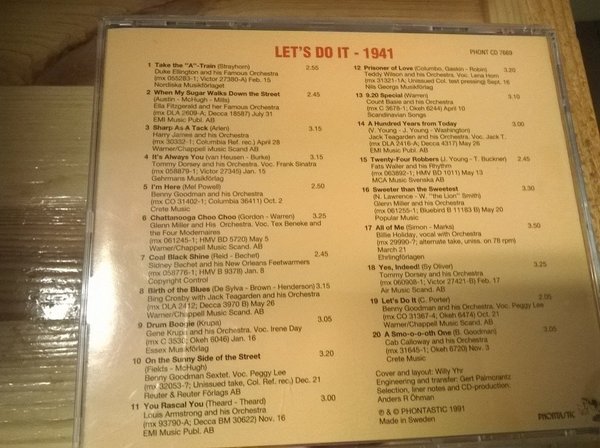 LET'S DO IT - 1941
PHONT CD 7669
1 Take the "A"-Train (Strayhorn) 2.55
Duke Ellington and his Famous Orchestra
(mx 055283-1; Victor 27380-A) Feb. 15
Nordiska Musikförlaget
2 When My Sugar Walks Down the Street 2.45
(Austin - McHugh - Mills)
Ella Fitzgerald and her Famous Orchestra
(mx DLA 2609-A; Decca 18587) July 31
EMI Music Publ. AB
3 Sharp As A Tack (Arlen) 3.15
Harry James and his Orchestra
(mx 30332-1; Columbia Ref. rec.) April 28
Warner/Chappell Music Scand. AB
4 It's Always You (van Heusen - Burke) 3.15
Tommy Dorsey and his Orchestra. Voc. Frank Sinatra
(mx 058879-1; Victor 27345) Jan. 15
Gehrmans Musikförlag
5 I'm Here (Mel Powell) 2.50
Benny Goodman and his Orchestra
(mx CO 31402-1; Columbia 36411) Oct. 2
Crete Music
6 Chattanooga Choo Choo (Gordon - Warren) 3.25
Glenn Miller and His Orchestra. Voc. Tex Beneke and
the Four Modernaires
(mx 061245-1; HMV BD 5720) May 5
Warner/Chappell Music Scand. AB
7 Coal Black Shine (Reid - Bechet) 2.45
Sidney Bechet and his New Orleans Feetwarmers
(mx 058776-1; HMV B 9378) Jan. 8
Copyright Control
8 Birth of the Blues (De Sylva - Brown - Henderson) 3.15
Bing Crosby with Jack Teagarden and his Orchestra
(mx DLA 2412; Decca 3970 B) May 26
Warner/Chappell Music Scand. AB
9 Drum Boogie (Krupa) 3.05
Gene Krupa and his Orchestra. Voc. Irene Day
(mx C 3530; Okeh 6046) Jan. 16
Essex Musikförlag
10 On the Sunny Side of the Street 3.20
(Fields - McHugh)
Benny Goodman Sextet. Voc. Peggy Lee
(mx 32053-7; Unissued take, Col. Ref. rec.) Dec. 21
Reuter & Reuter Förlags AB
11 You Rascal You (Theard - Theard) 3.00
Louis Armstrong and his Orchestra
(mx 93790-A; Decca BM 30622) Nov. 16
EMI Music Publ. AB
12 Prisoner of Love (Columbo, Gaskin - Robin) 3.20
Teddy Wilson and his Orchestra, Voc. Lena Horn
(mx 31321-1A; Unissued Col. test pressing) Sept. 16
Nils Georgs Musikförlag
13 9.20 Special (Warren) 3.10
Count Basie and his Orchestra
(mx C 3678-1; Okeh 6244) April 10
Scandinavian Songs
14 A Hundred Years from Today 3.00
(V. Young - J. Young - Washington)
Jack Teagarden and his Orchestra. Voc. Jack T.
(mx DLA 2416-A; Decca 4317) May 26
EMI Music Publ. AB
15 Twenty-Four Robbers (J. Young - T. Buckner) 2.45
Fats Waller and his Rhythm
(mx 063892-1; HMV BD 1011) May 13
MCA Music Svenska AB
16 Sweeter than the Sweetest 3.30
(N. Lawrence - W. "the Lion" Smith)
Glenn Miller and his Orchestra
(mx 061255-1; Bluebird B 11183 B) May 20
Popular Music
17 All of Me (Simon - Marks) 3.50
Billie Holiday, vocal with Orchestra
(mx 29990-?; alternate take, uniss. on 78 rpm)
March 21
Ehrlingförlagen
18 Yes, Indeed! (Sy Oliver) 3.25
Tommy Dorsey and his Orchestra
(mx 060908-1; Victor 27421-B) Feb. 17
Air Music Scand. AB
19 Let's Do It (C. Porter) 2.50
Benny Goodman and his Orchestra, Voc. Peggy Lee
(mx CO 31367-4; Okeh 6474) Oct. 21
Warner/Chappell Music Scand. AB
20 A Smo-o-o-oth One (B. Goodman) 3.05
Cab Calloway and his Orchestra
(mx 31645-1; Okeh 6720) Nov. 3
Crete Music
Cover and layout: Willy Yhr
Engineering and transfer: Gert Palmcrantz
Selection, liner notes and CD-production:
Anders R Öhman
℗ & © PHONTASTIC 1991
Made in Sweden
PHONTASTIC